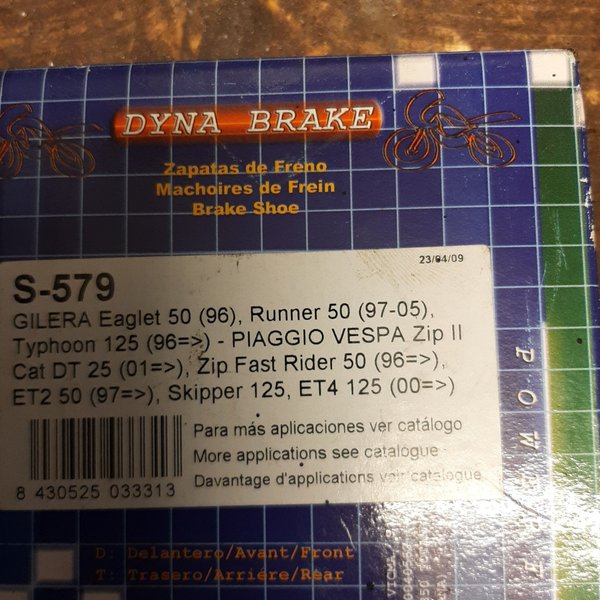 DYNA BRAKE
Zapatas de Freno
Machoires de Frein
Brake Shoe
23/04/09
S-579
GILERA Eaglet 50 (96), Runner 50 (97-05),
Typhoon 125 (96=>) - PIAGGIO VESPA Zip II
Cat DT 25 (01=>), Zip Fast Rider 50 (96=>),
ET2 50 (97=>), Skipper 125, ET4 125 (00=>)
Para más aplicaciones ver catálogo
More applications see catalogue
Davantage d'applications voir catalogue
8 430525 033313
D: Delantero/Avant/Front
T: Trasero/Arriére/Rear